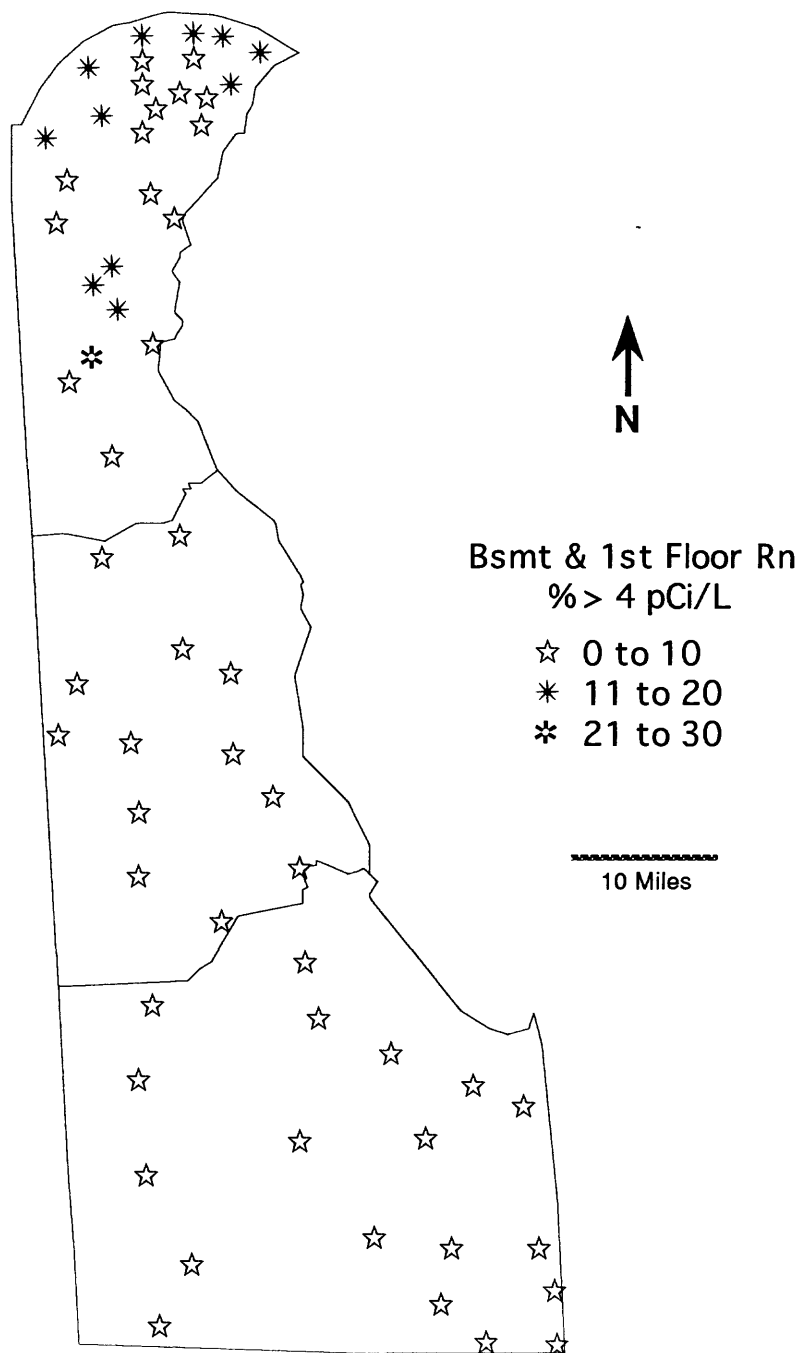 N
Bsmt & 1st Floor Rn
% > 4 pCi/L
0 to 10
11 to 20
21 to 30
10 Miles